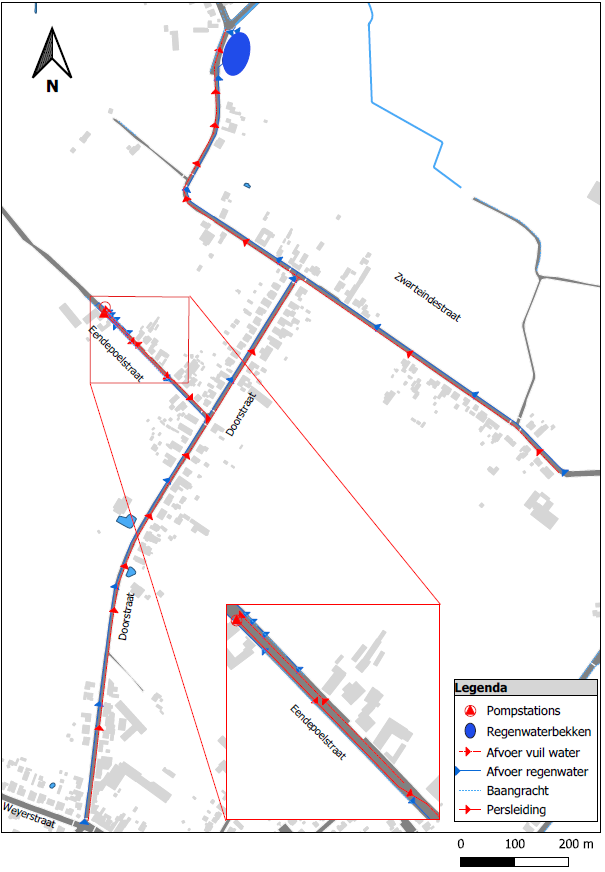 N
Zwarteindestraat
Eendepoelstraat
Doorstraat
Doorstraat
Eendepoelstraat
Weyerstraat
Legenda
Pompstations
Regenwaterbekken
Afvoer vuil water
Afvoer regenwater
Baangracht
Persleiding
0 100 200 m